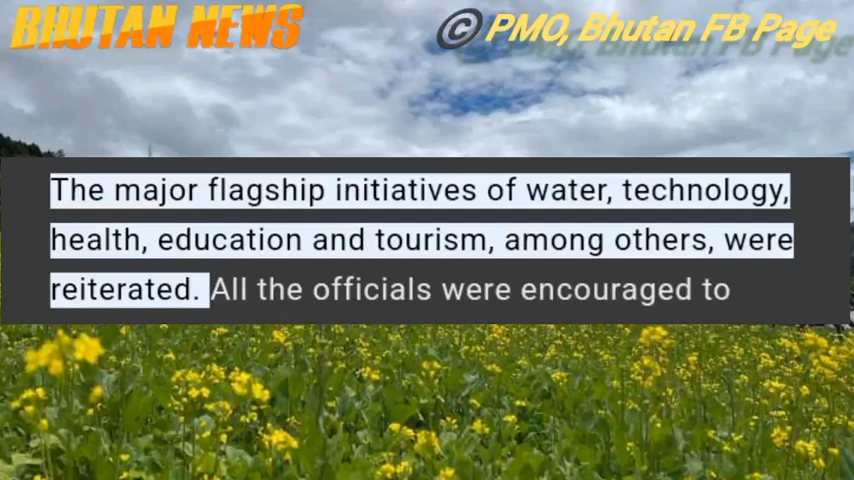 BHUTAN NEWS
© PMO, Bhutan FB Page
The major flagship initiatives of water, technology,
health, education and tourism, among others, were
reiterated. All the officials were encouraged to